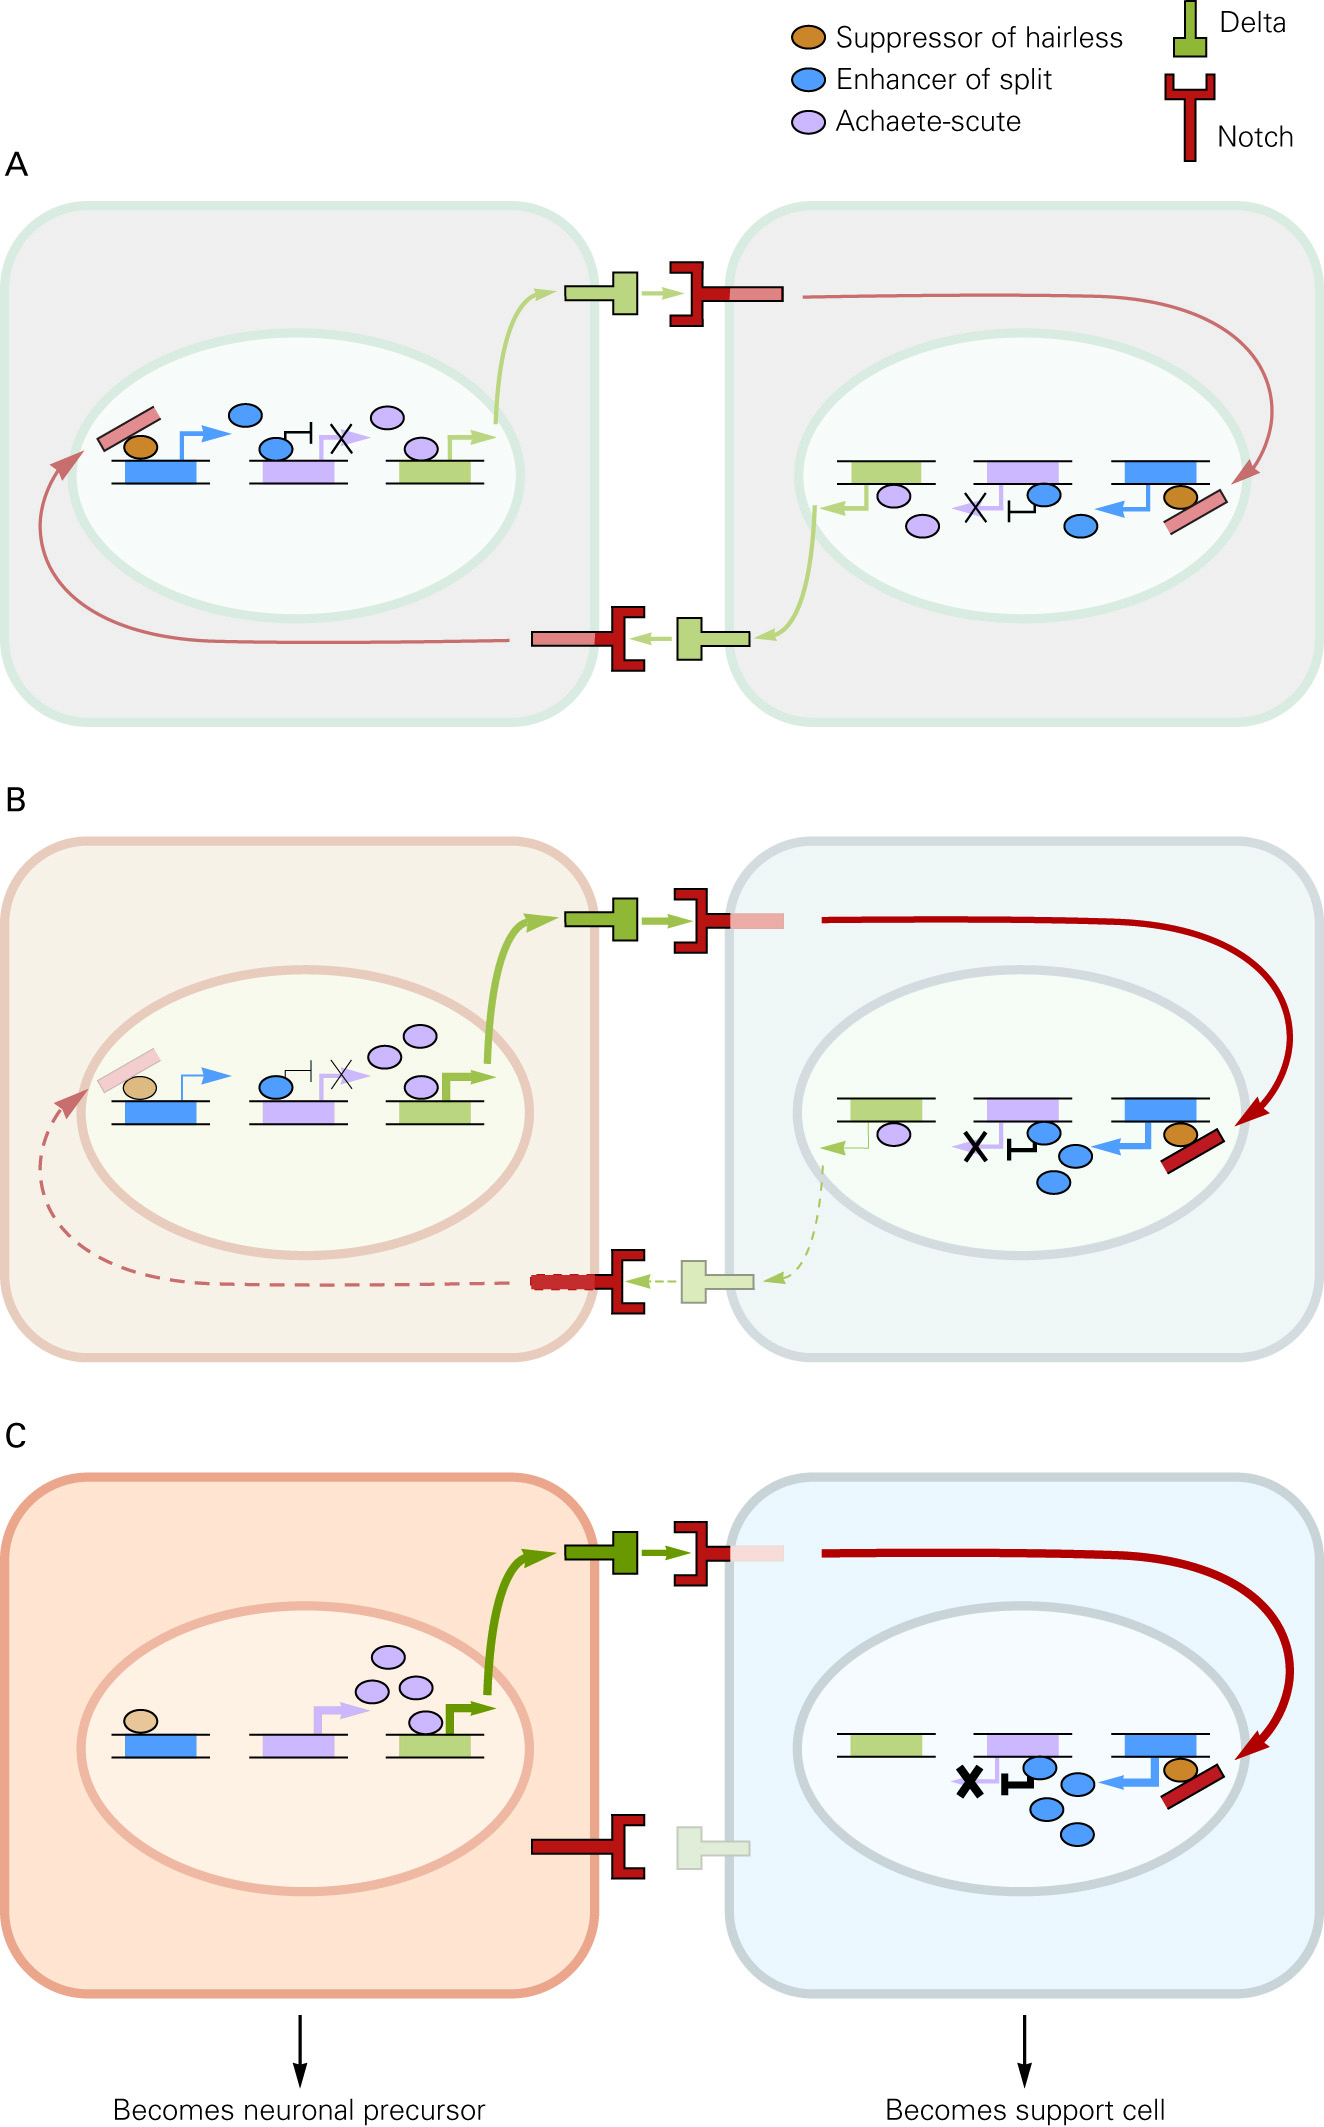 Suppressor of hairless
Enhancer of split
Achaete-scute
Delta
Notch
A
B
C
Becomes neuronal precursor
Becomes support cell